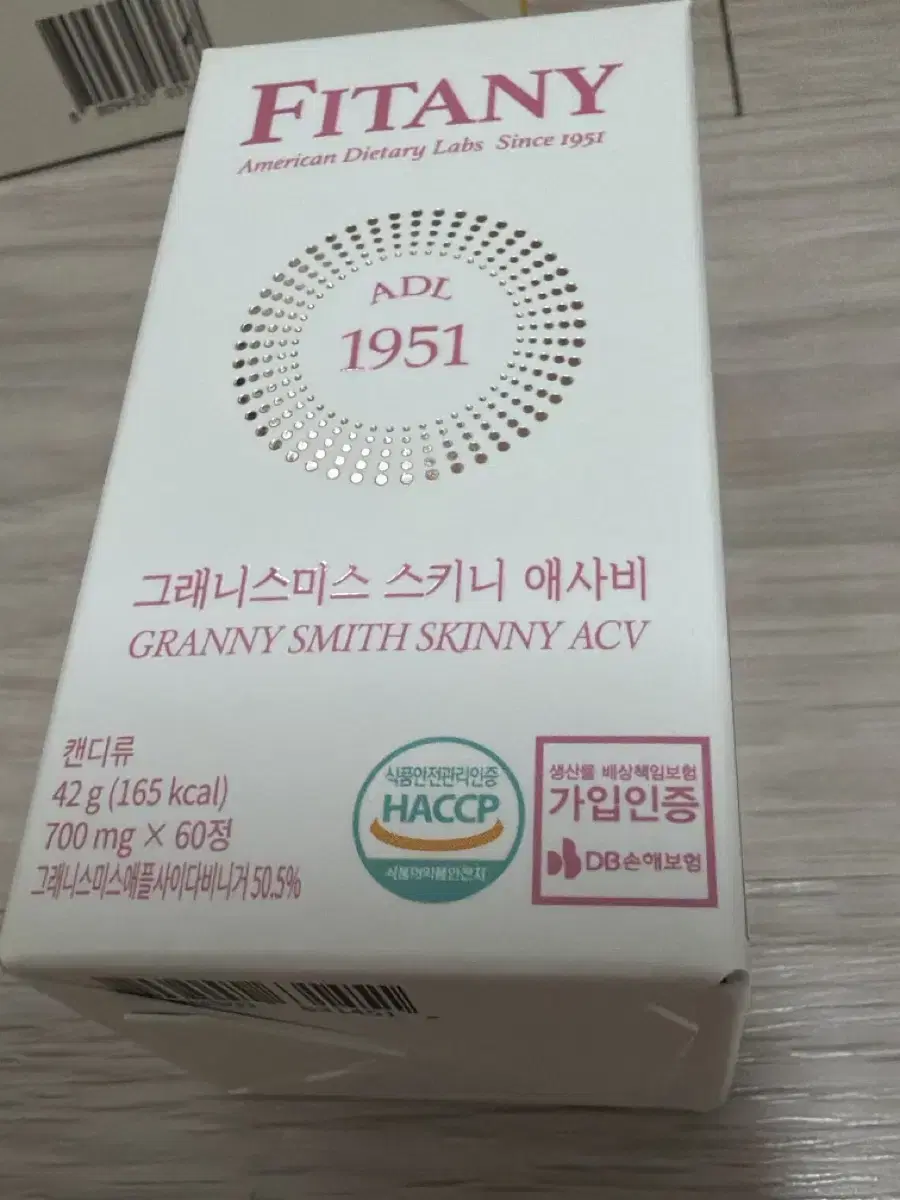 FITANY
American Dietary Labs Since 1951
ADL
1951
그래니스미스 스키니 애사비
GRANNY SMITH SKINNY ACV
캔디류
42 g (165 kcal)
700 mg × 60정
그래니스미스애플사이다비니거 50.5%
식품안전관리인증
HACCP
식품의약품안전처
생산물 배상책임보험
가입인증
DB손해보험